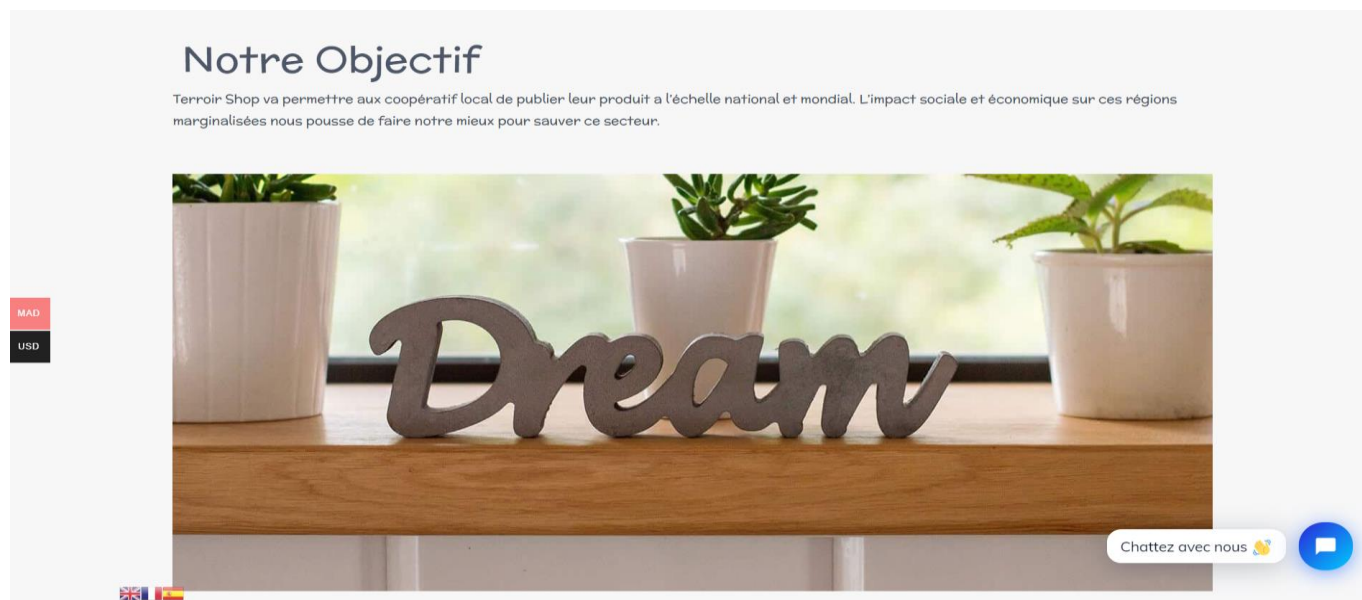 Notre Objectif
Terroir Shop va permettre aux coopératif local de publier leur produit a l'échelle national et mondial. L'impact sociale et économique sur ces régions
marginalisées nous pousse de faire notre mieux pour sauver ce secteur.
MAD
USD
Dream
Chattez avec nous 👋